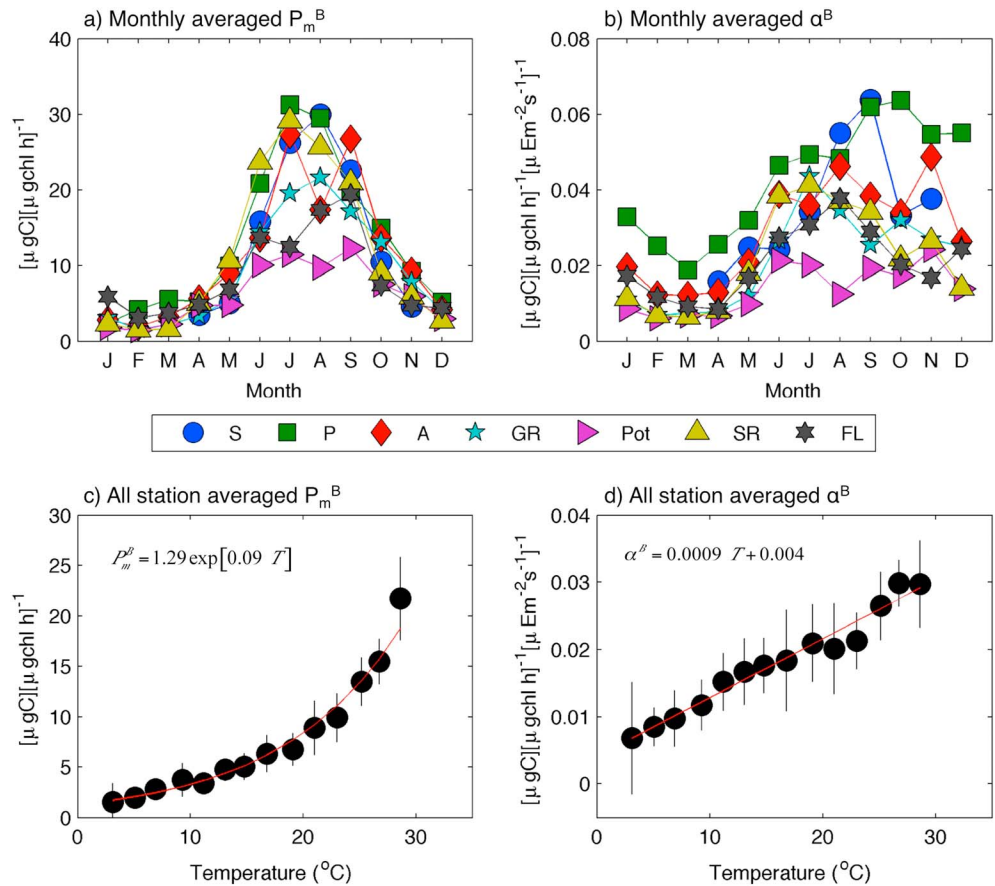 a) Monthly averaged P_m^B
b) Monthly averaged α^B
[μ gC][μ gchl h]^-1
40
30
20
10
0
J F M A M J J A S O N D
Month
[μ gC][μ gchl h]^-1[μ Em^-2s^-1]^-1
0.08
0.06
0.04
0.02
0
J F M A M J J A S O N D
Month
S P A GR Pot SR FL
c) All station averaged P_m^B
d) All station averaged α^B
[μ gC][μ gchl h]^-1
30
25
20
15
10
5
0
P_m^B = 1.29 exp[0.09 T]
0 10 20 30
Temperature (°C)
[μ gC][μ gchl h]^-1[μ Em^-2s^-1]^-1
0.04
0.03
0.02
0.01
0
α^B = 0.0009 T + 0.004
0 10 20 30
Temperature (°C)